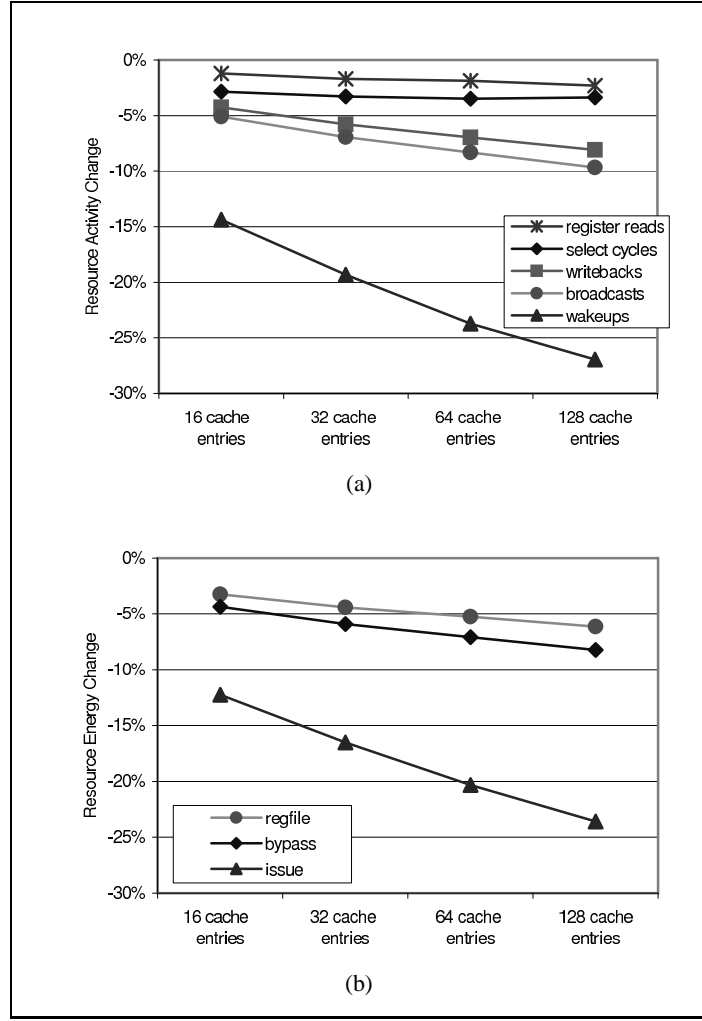 0%
-5%
-10%
-15%
-20%
-25%
-30%
Resource Activity Change
register reads
select cycles
writebacks
broadcasts
wakeups
16 cache entries
32 cache entries
64 cache entries
128 cache entries
(a)
0%
-5%
-10%
-15%
-20%
-25%
-30%
Resource Energy Change
regfile
bypass
issue
16 cache entries
32 cache entries
64 cache entries
128 cache entries
(b)